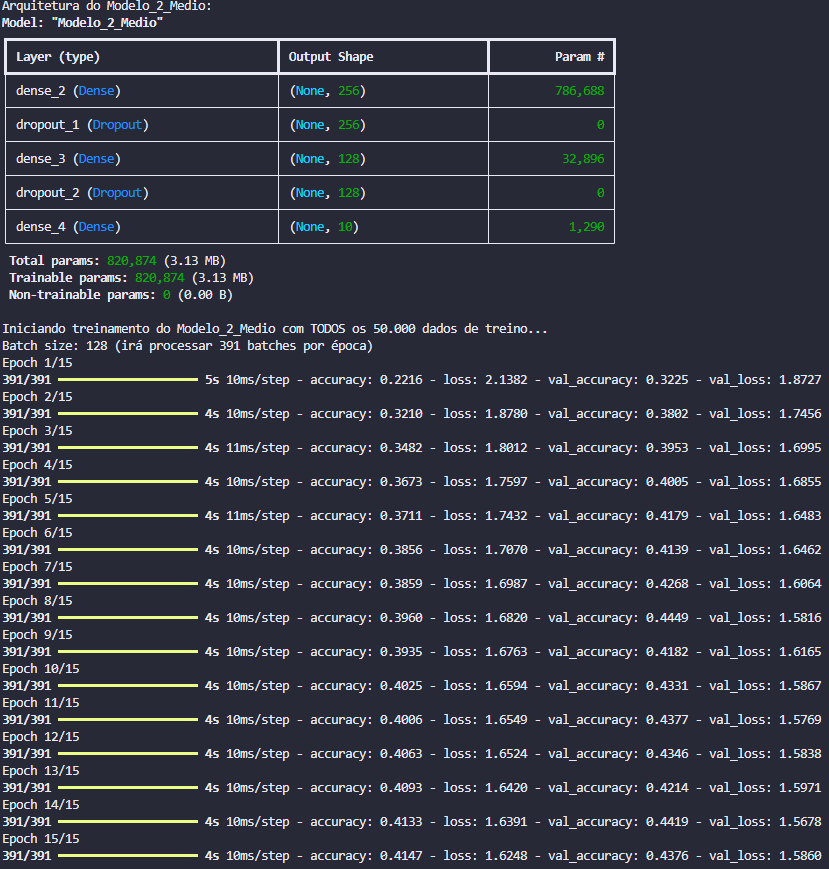 Arquitetura do Modelo_2_Medio:
Model: "Modelo_2_Medio"
Layer (type) Output Shape Param #
dense_2 (Dense) (None, 256) 786,688
dropout_1 (Dropout) (None, 256) 0
dense_3 (Dense) (None, 128) 32,896
dropout_2 (Dropout) (None, 128) 0
dense_4 (Dense) (None, 10) 1,290
Total params: 820,874 (3.13 MB)
Trainable params: 820,874 (3.13 MB)
Non-trainable params: 0 (0.00 B)
Iniciando treinamento do Modelo_2_Medio com TODOS os 50.000 dados de treino...
Batch size: 128 (irá processar 391 batches por época)
Epoch 1/15
391/391 5s 10ms/step - accuracy: 0.2216 - loss: 2.1382 - val_accuracy: 0.3225 - val_loss: 1.8727
Epoch 2/15
391/391 4s 10ms/step - accuracy: 0.3210 - loss: 1.8780 - val_accuracy: 0.3802 - val_loss: 1.7456
Epoch 3/15
391/391 4s 11ms/step - accuracy: 0.3482 - loss: 1.8012 - val_accuracy: 0.3953 - val_loss: 1.6995
Epoch 4/15
391/391 4s 10ms/step - accuracy: 0.3673 - loss: 1.7597 - val_accuracy: 0.4005 - val_loss: 1.6855
Epoch 5/15
391/391 4s 11ms/step - accuracy: 0.3711 - loss: 1.7432 - val_accuracy: 0.4179 - val_loss: 1.6483
Epoch 6/15
391/391 4s 10ms/step - accuracy: 0.3856 - loss: 1.7070 - val_accuracy: 0.4139 - val_loss: 1.6462
Epoch 7/15
391/391 4s 10ms/step - accuracy: 0.3859 - loss: 1.6987 - val_accuracy: 0.4268 - val_loss: 1.6064
Epoch 8/15
391/391 4s 10ms/step - accuracy: 0.3960 - loss: 1.6820 - val_accuracy: 0.4449 - val_loss: 1.5816
Epoch 9/15
391/391 4s 10ms/step - accuracy: 0.3935 - loss: 1.6763 - val_accuracy: 0.4182 - val_loss: 1.6165
Epoch 10/15
391/391 4s 10ms/step - accuracy: 0.4025 - loss: 1.6594 - val_accuracy: 0.4331 - val_loss: 1.5867
Epoch 11/15
391/391 4s 10ms/step - accuracy: 0.4006 - loss: 1.6549 - val_accuracy: 0.4377 - val_loss: 1.5769
Epoch 12/15
391/391 4s 10ms/step - accuracy: 0.4063 - loss: 1.6524 - val_accuracy: 0.4346 - val_loss: 1.5838
Epoch 13/15
391/391 4s 10ms/step - accuracy: 0.4093 - loss: 1.6420 - val_accuracy: 0.4214 - val_loss: 1.5971
Epoch 14/15
391/391 4s 10ms/step - accuracy: 0.4133 - loss: 1.6391 - val_accuracy: 0.4419 - val_loss: 1.5678
Epoch 15/15
391/391 4s 10ms/step - accuracy: 0.4147 - loss: 1.6248 - val_accuracy: 0.4376 - val_loss: 1.5860